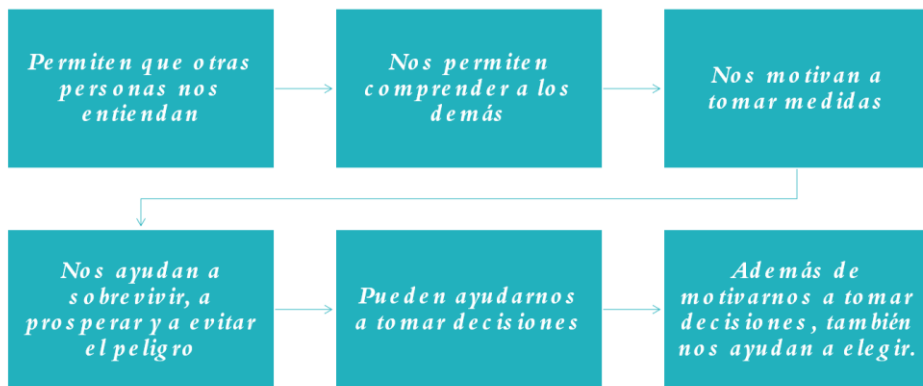 Permiten que otras
personas nos
entiendan
Nos permiten
comprender a los
demás
Nos motivan a
tomar medidas
Nos ayudan a
sobrevivir, a
prosperar y a evitar
el peligro
Pueden ayudarnos
a tomar decisiones
Además de
motivarnos a tomar
decisiones, también
nos ayudan a elegir.